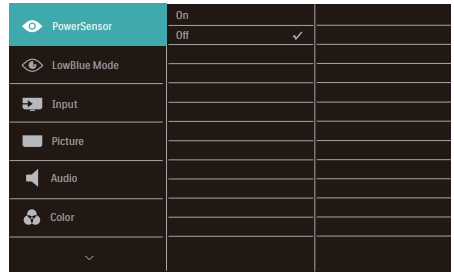 PowerSensor
On
Off
LowBlue Mode
Input
Picture
Audio
Color